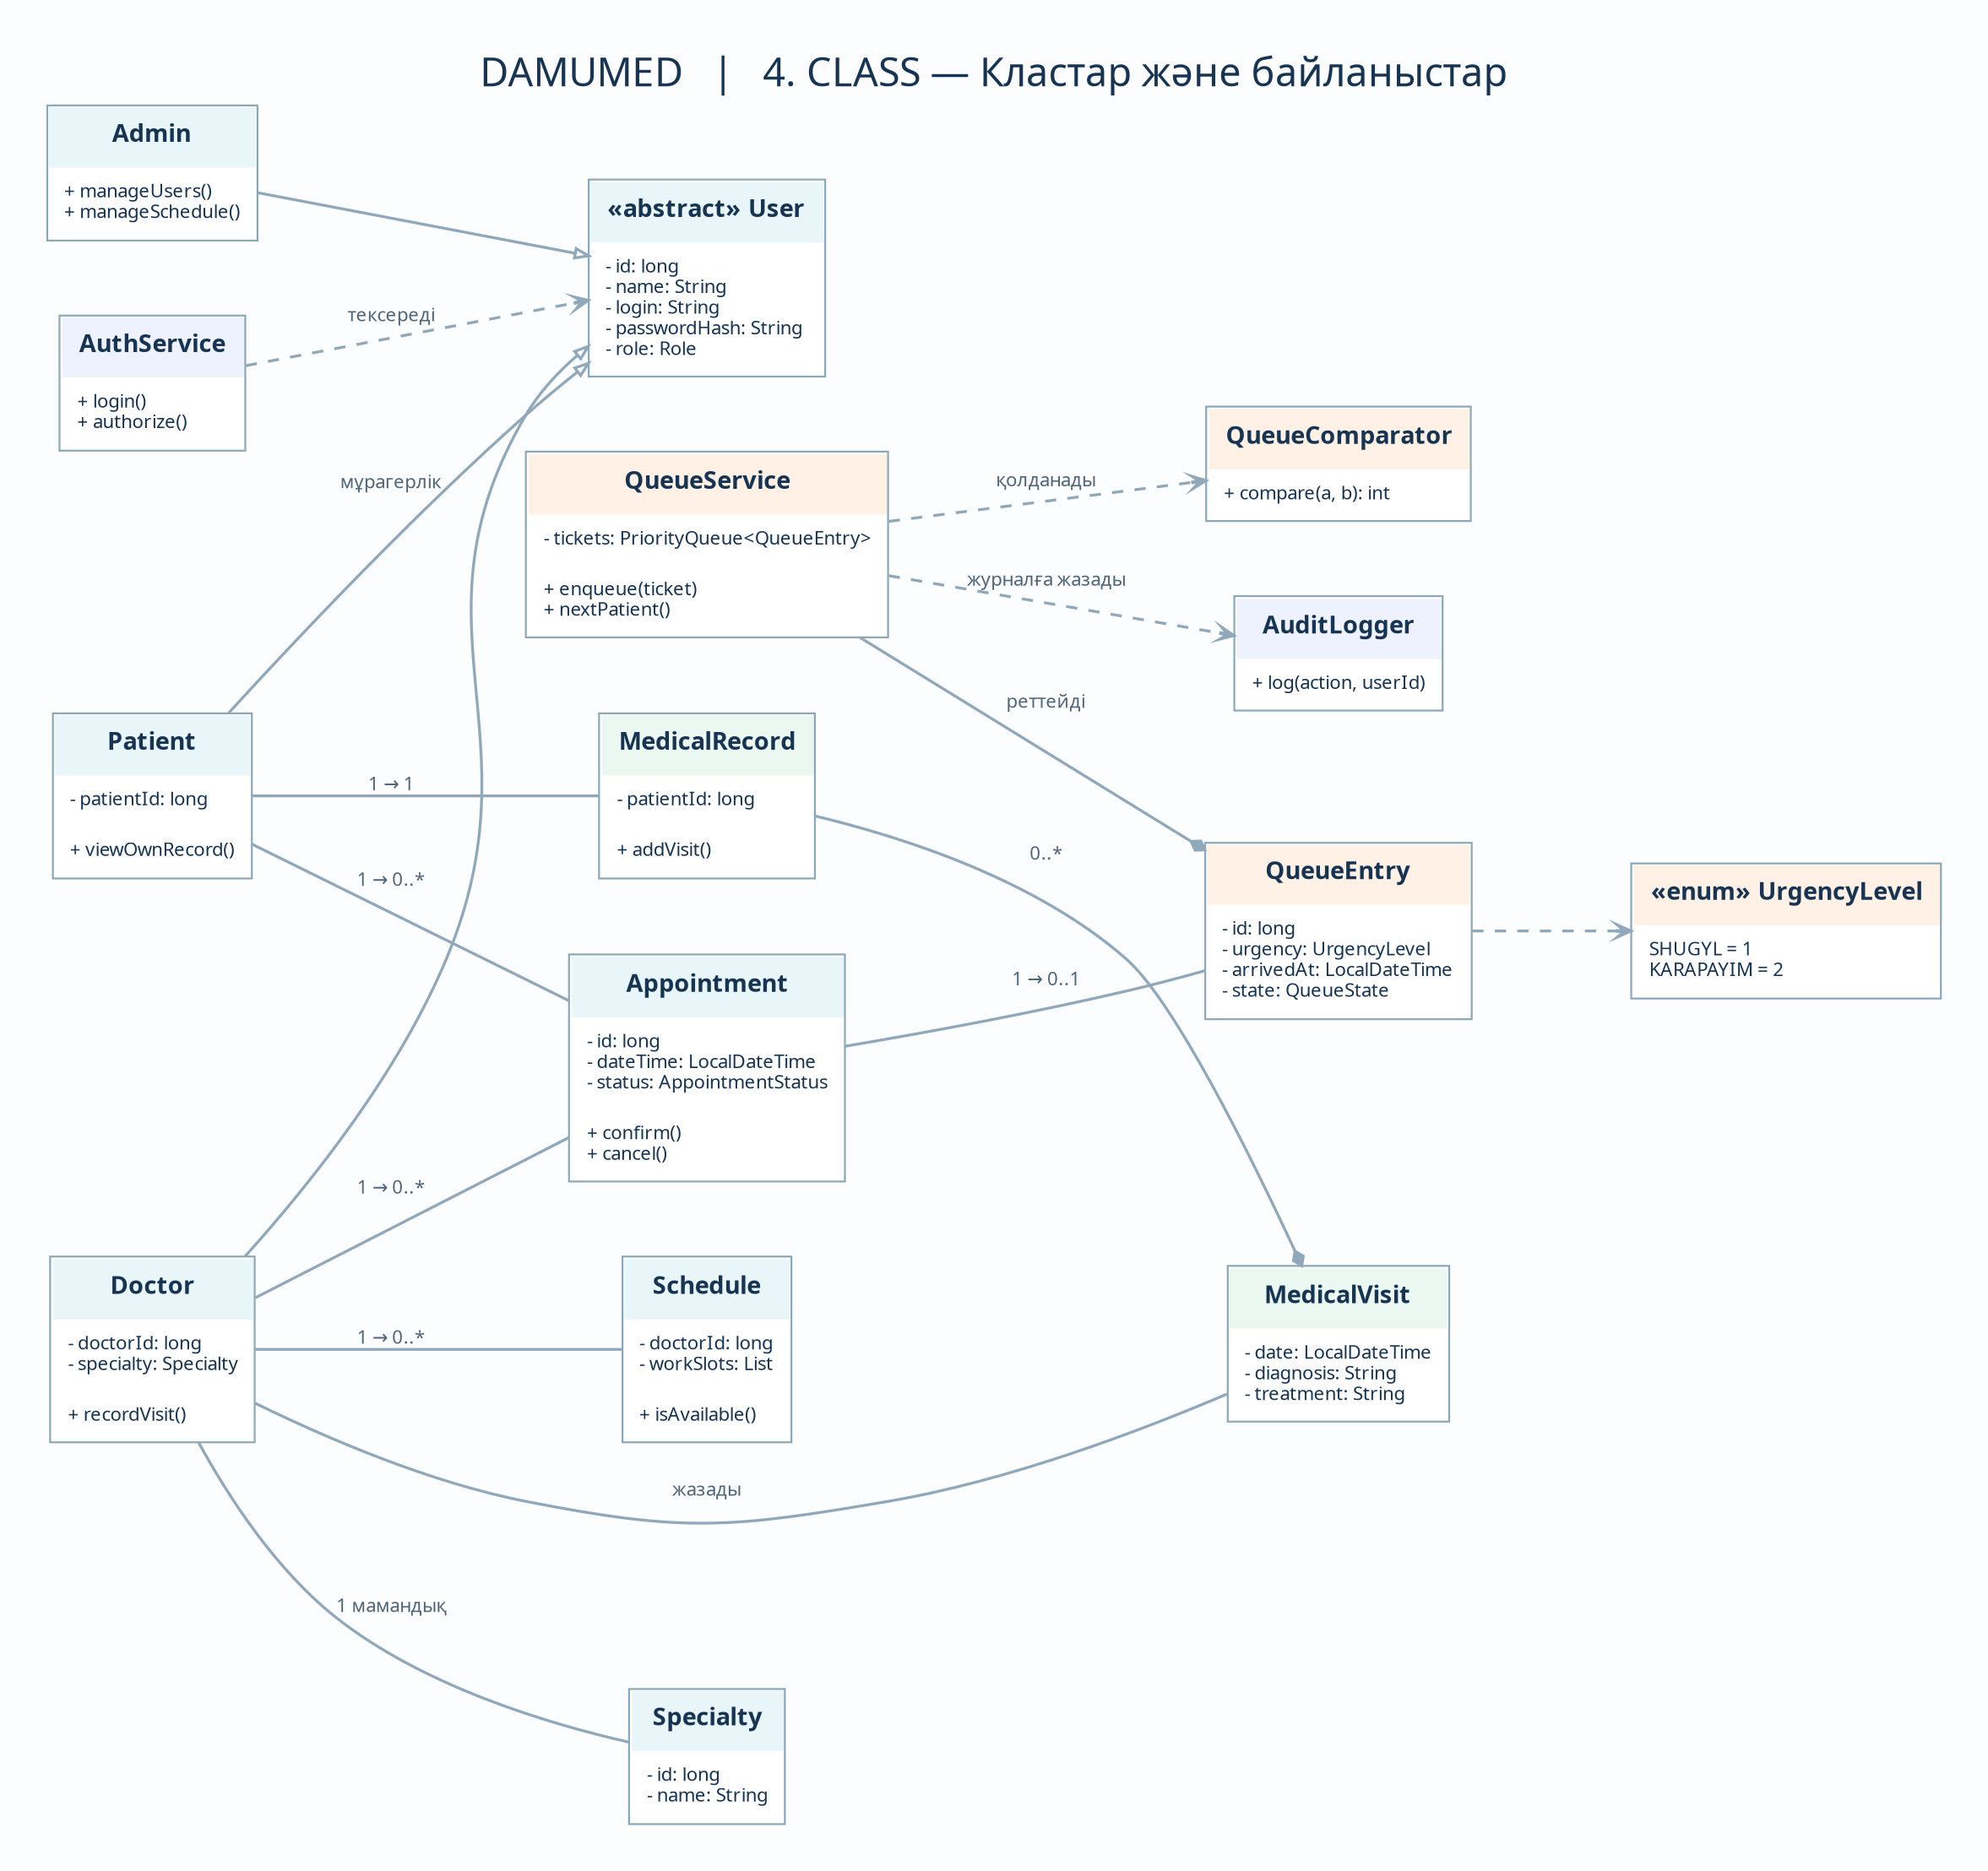 DAMUMED | 4. CLASS — Кластар және байланыстар
Admin
+ manageUsers()
+ manageSchedule()
«abstract» User
- id: long
- name: String
- login: String
- passwordHash: String
- role: Role
AuthService
+ login()
+ authorize()
тексереді
мұрагерлік
QueueService
- tickets: PriorityQueue<QueueEntry>
+ enqueue(ticket)
+ nextPatient()
қолданады
QueueComparator
+ compare(a, b): int
журналға жазады
AuditLogger
+ log(action, userId)
реттейді
Patient
- patientId: long
+ viewOwnRecord()
1 → 1
MedicalRecord
- patientId: long
+ addVisit()
1 → 0..*
0..*
QueueEntry
- id: long
- urgency: UrgencyLevel
- arrivedAt: LocalDateTime
- state: QueueState
«enum» UrgencyLevel
SHUGYL = 1
KARAPAYIM = 2
Appointment
- id: long
- dateTime: LocalDateTime
- status: AppointmentStatus
+ confirm()
+ cancel()
1 → 0..1
1 → 0..*
Doctor
- doctorId: long
- specialty: Specialty
+ recordVisit()
1 → 0..*
Schedule
- doctorId: long
- workSlots: List
+ isAvailable()
MedicalVisit
- date: LocalDateTime
- diagnosis: String
- treatment: String
жазады
1 мамандық
Specialty
- id: long
- name: String